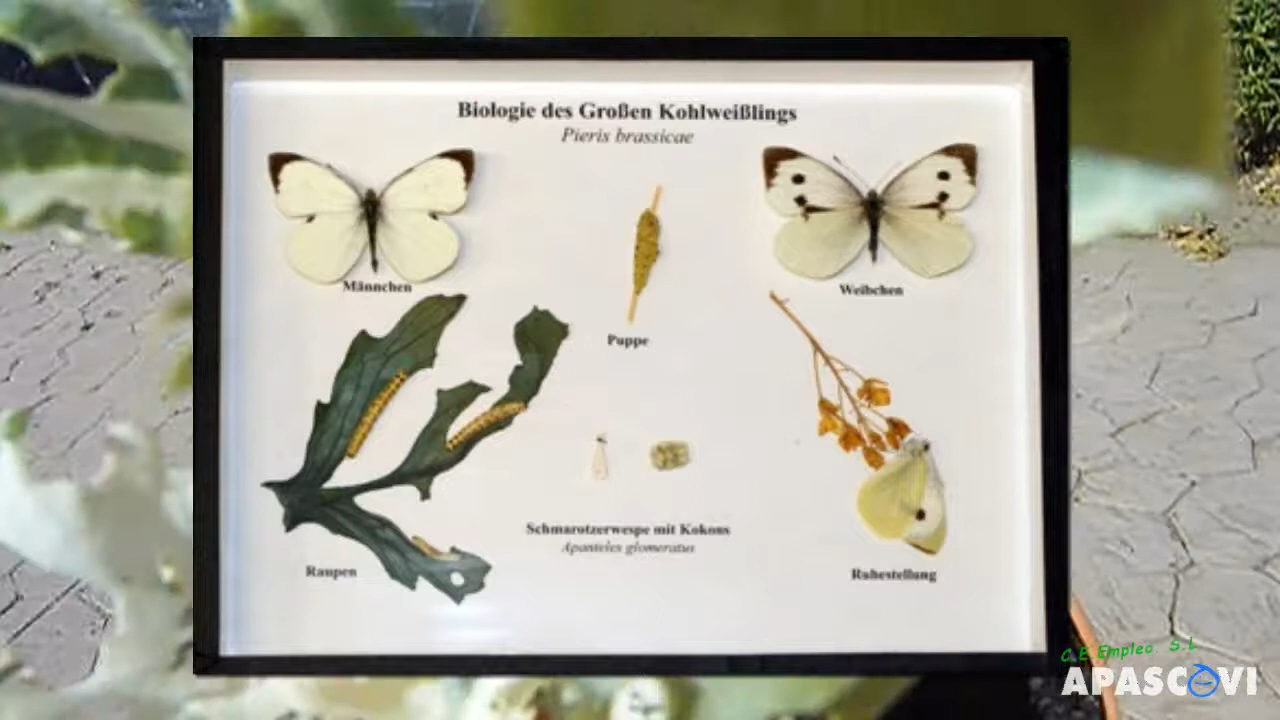 Biologie des Großen Kohlweißlings
Pieris brassicae
Männchen
Weibchen
Puppe
Schmarotzerwespe mit Kokons
Apanteles glomeratus
Raupen
Ruhestellung
C.E.Empleo S.L
APASCOVI